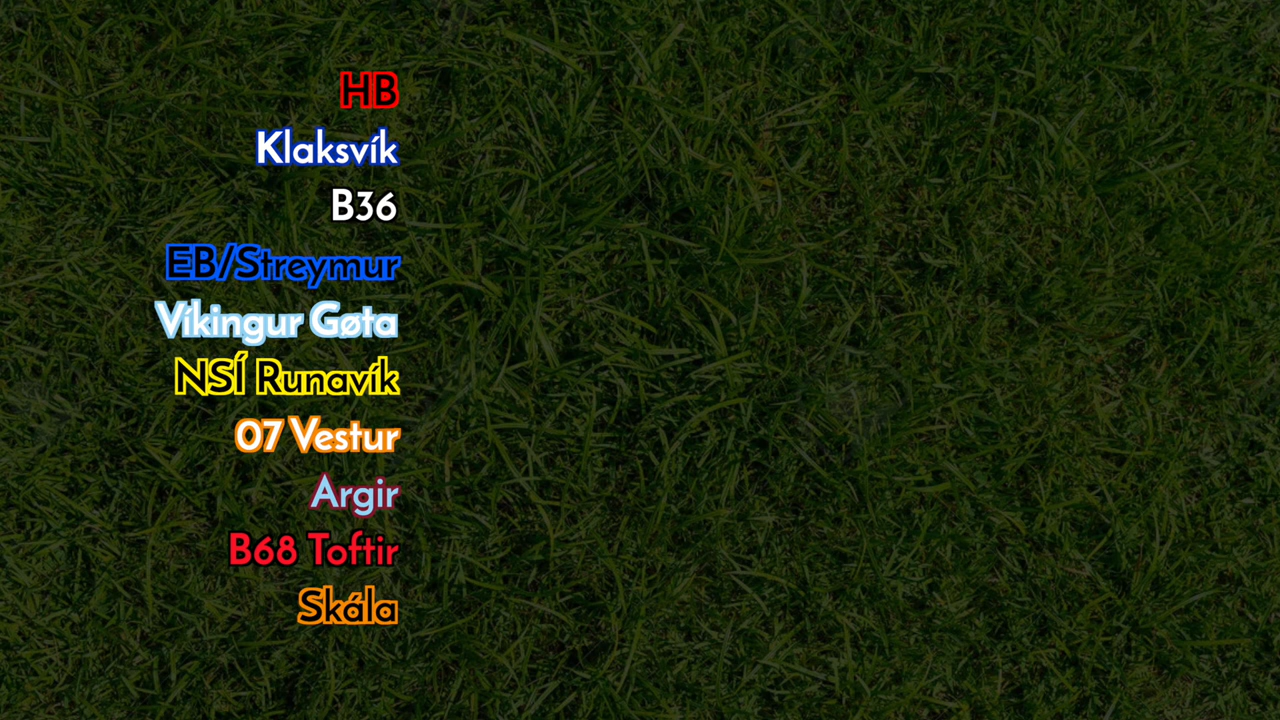 HB
Klaksvík
B36
EB/Streymur
Víkingur Gøta
NSÍ Runavík
07 Vestur
Argir
B68 Toftir
Skála